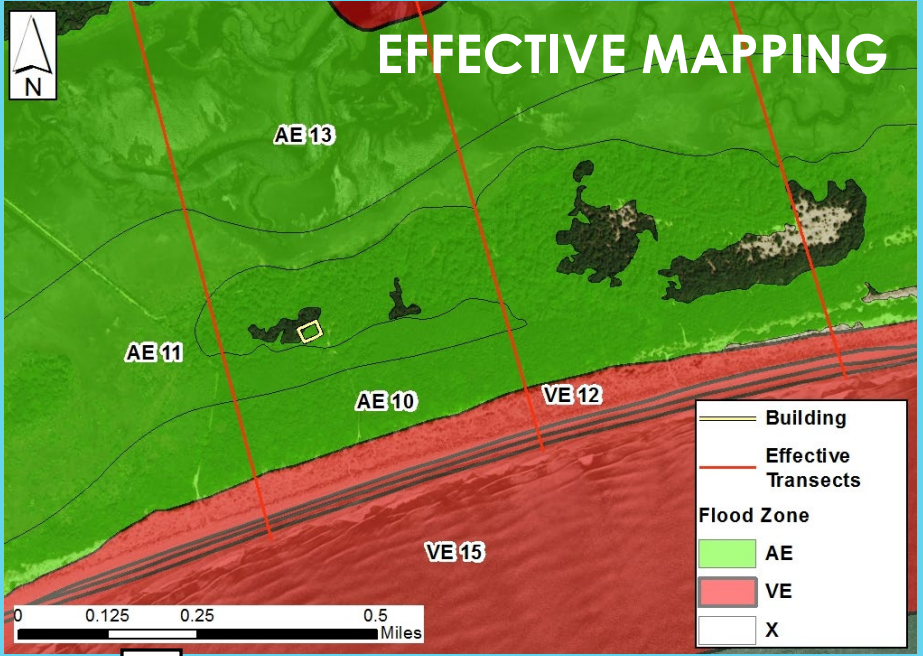 EFFECTIVE MAPPING
N
AE 13
AE 11
AE 10
VE 12
VE 15
Building
Effective
Transects
Flood Zone
AE
VE
X
0 0.125 0.25 0.5
Miles